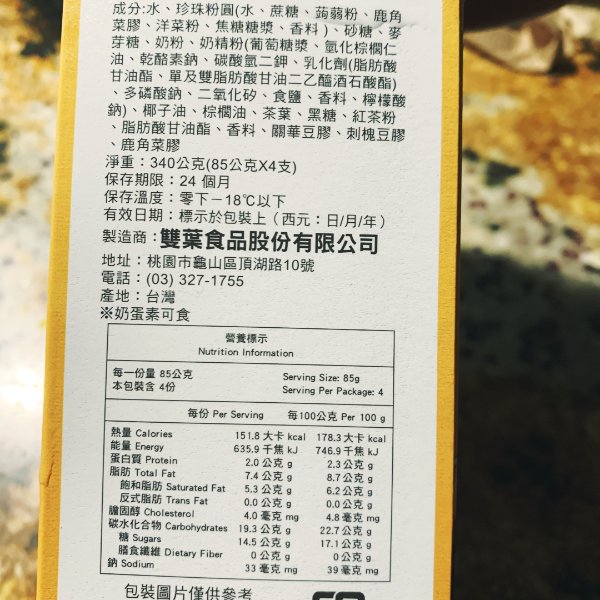 成分:水、珍珠粉圓(水、蔗糖、蒟蒻粉、鹿角
菜膠、洋菜粉、焦糖糖漿、香料)、砂糖、麥
芽糖、奶粉、奶精粉(葡萄糖漿、氫化棕櫚仁
油、乾酪素鈉、碳酸氫二鉀、乳化劑(脂肪酸
甘油酯、單及雙脂肪酸甘油二乙醯酒石酸酯)
、多磷酸鈉、二氧化矽、食鹽、香料、檸檬酸
鈉)、椰子油、棕櫚油、茶葉、黑糖、紅茶粉
、脂肪酸甘油酯、香料、關華豆膠、刺槐豆膠
、鹿角菜膠
淨重:340公克(85公克X4支)
保存期限:24 個月
保存溫度:零下-18℃以下
有效日期:標示於包裝上(西元:日/月/年)
製造商:雙葉食品股份有限公司
地址:桃園市龜山區頂湖路10號
電話:(03) 327-1755
產地:台灣
※奶蛋素可食
營養標示
Nutrition Information
每一份量 85公克 Serving Size: 85g
本包裝含 4份 Serving Per Package: 4
每份 Per Serving 每100公克 Per 100 g
熱量 Calories 151.8 大卡 kcal 178.3 大卡 kcal
能量 Energy 635.9 千焦 kJ 746.9 千焦 kJ
蛋白質 Protein 2.0 公克 g 2.3 公克 g
脂肪 Total Fat 7.4 公克 g 8.7 公克 g
飽和脂肪 Saturated Fat 5.3 公克 g 6.2 公克 g
反式脂肪 Trans Fat 0.0 公克 g 0.0 公克 g
膽固醇 Cholesterol 4.0 毫克 mg 4.8 毫克 mg
碳水化合物 Carbohydrates 19.3 公克 g 22.7 公克 g
糖 Sugars 14.5 公克 g 17.1 公克 g
膳食纖維 Dietary Fiber 0 公克 g 0 公克 g
鈉 Sodium 33 毫克 mg 39 毫克 mg
包裝圖片僅供參考